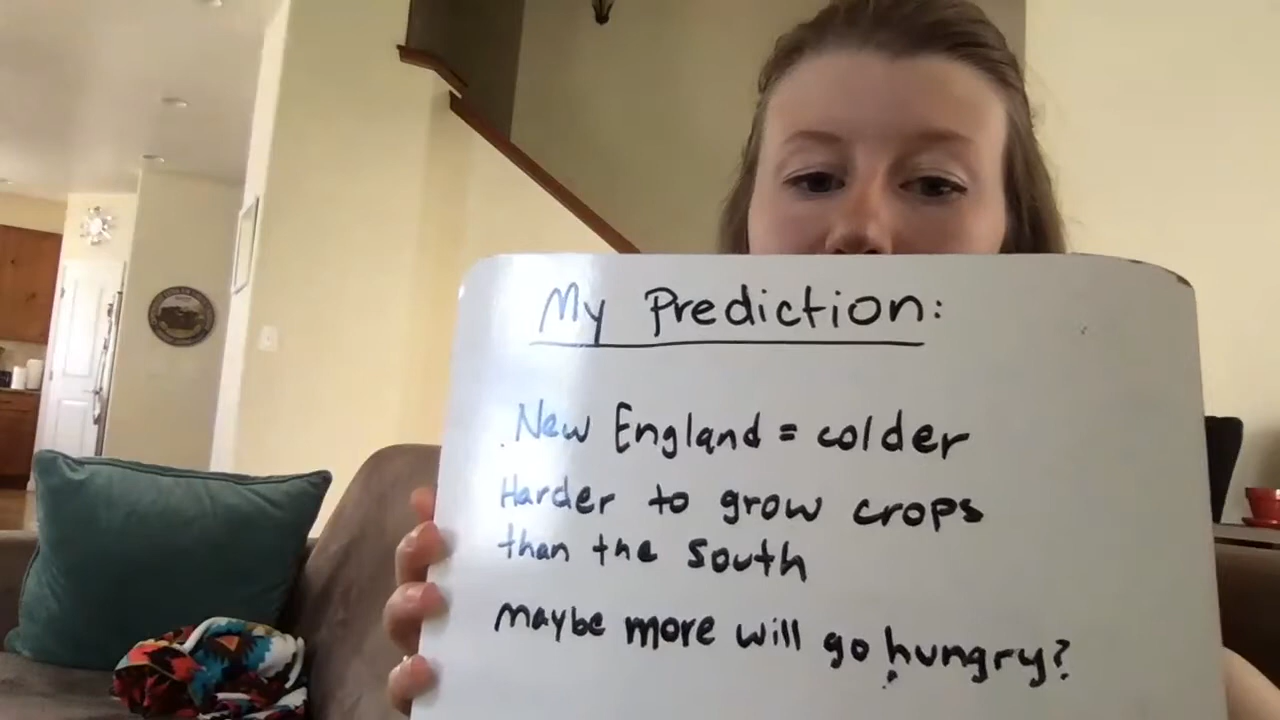 My Prediction:
New England = colder
Harder to grow crops
than the South
maybe more will go hungry?